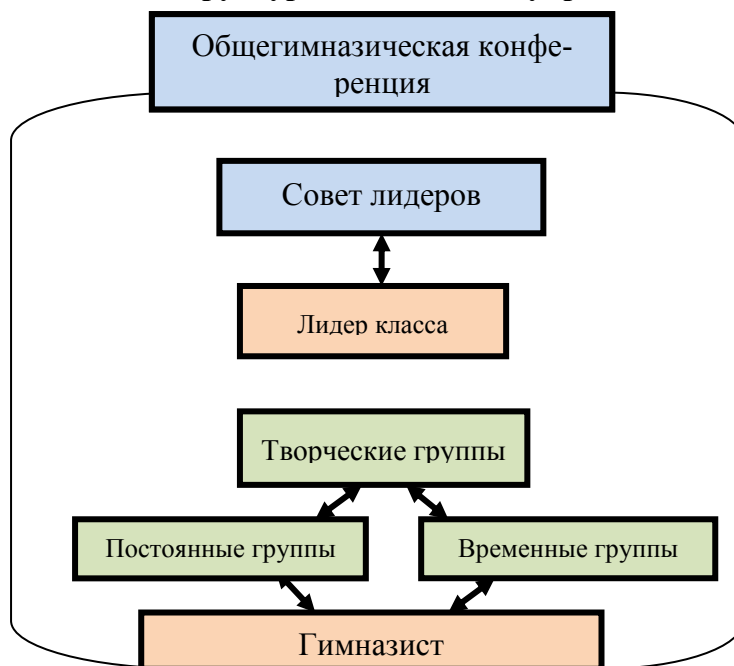 Общегимназическая конфе-
ренция
Совет лидеров
Лидер класса
Творческие группы
Постоянные группы
Временные группы
Гимназист